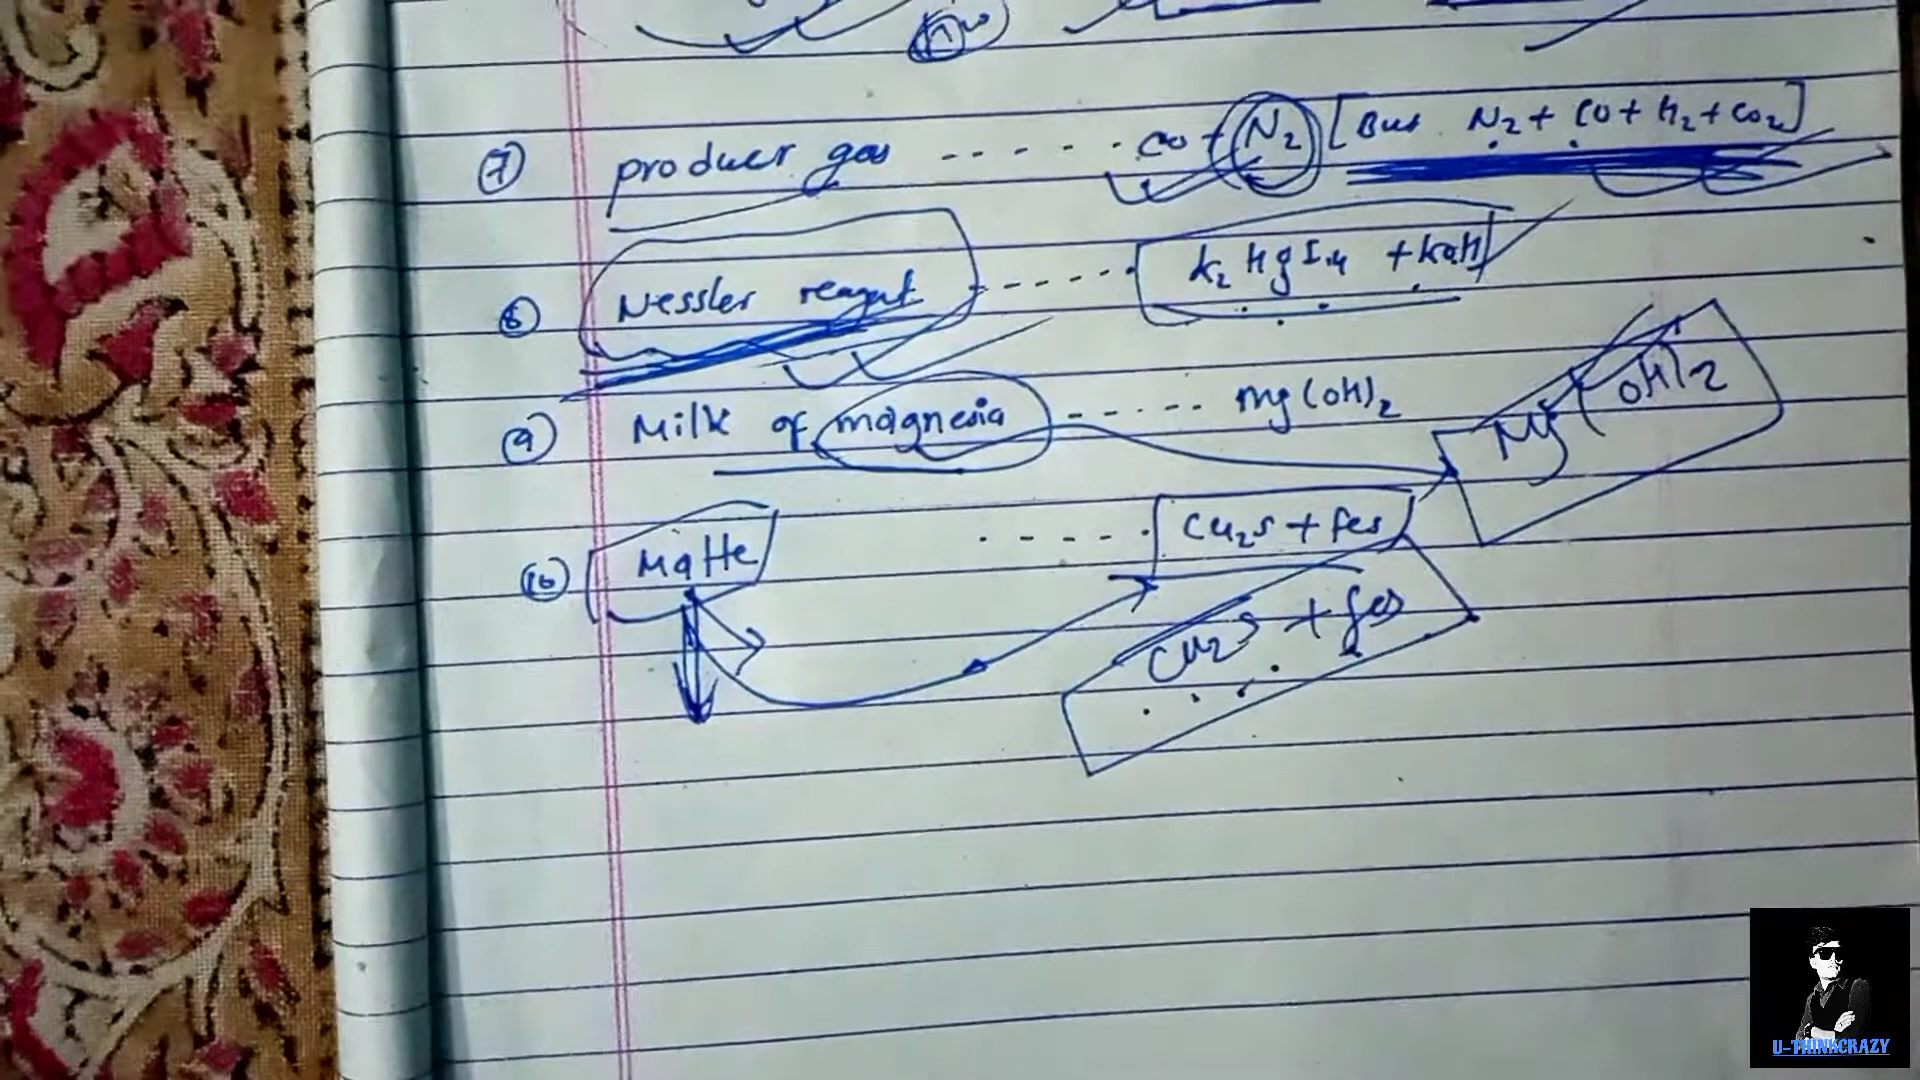 ⑦ producer gas ------ CO + N2 [Bus N2 + CO + H2 + CO2]
⑧ Nessler reagent ------ K2HgI4 + KOH
⑨ Milk of magnesia ------ Mg(OH)2 Mg(OH)2
⑩ Matte ------ Cu2S + FeS
Cu2S + FeS
U-THINKCRAZY